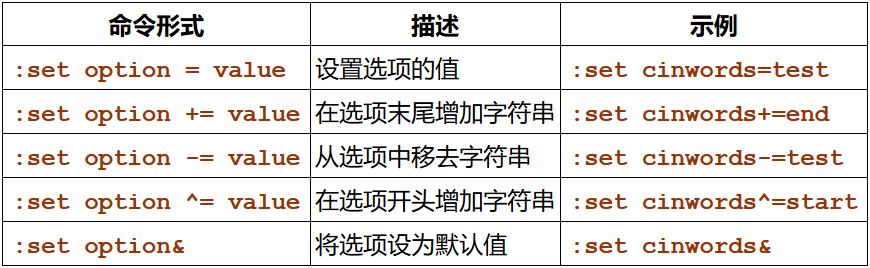 命令形式 描述 示例
:set option = value 设置选项的值 :set cinwords=test
:set option += value 在选项末尾增加字符串 :set cinwords+=end
:set option -= value 从选项中移去字符串 :set cinwords-=test
:set option ^= value 在选项开头增加字符串 :set cinwords^=start
:set option& 将选项设为默认值 :set cinwords&